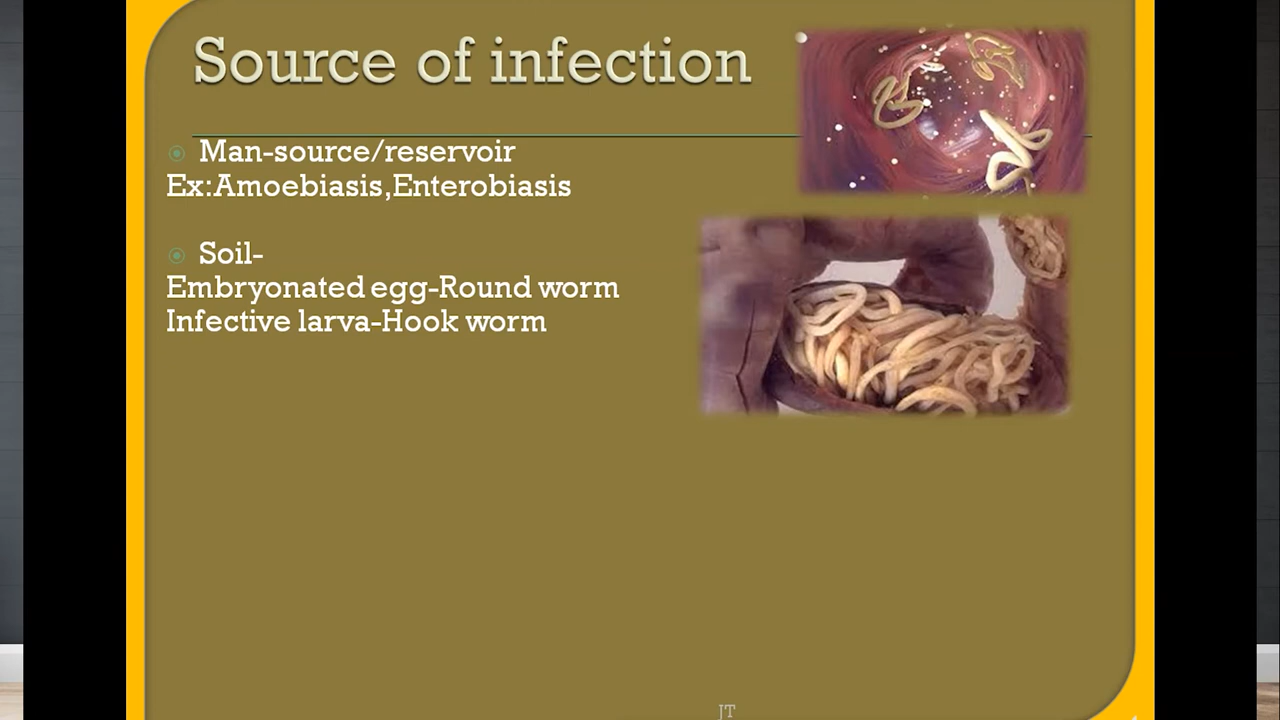 Source of infection
Man-source/reservoir
Ex:Amoebiasis,Enterobiasis
Soil-
Embryonated egg-Round worm
Infective larva-Hook worm
JT